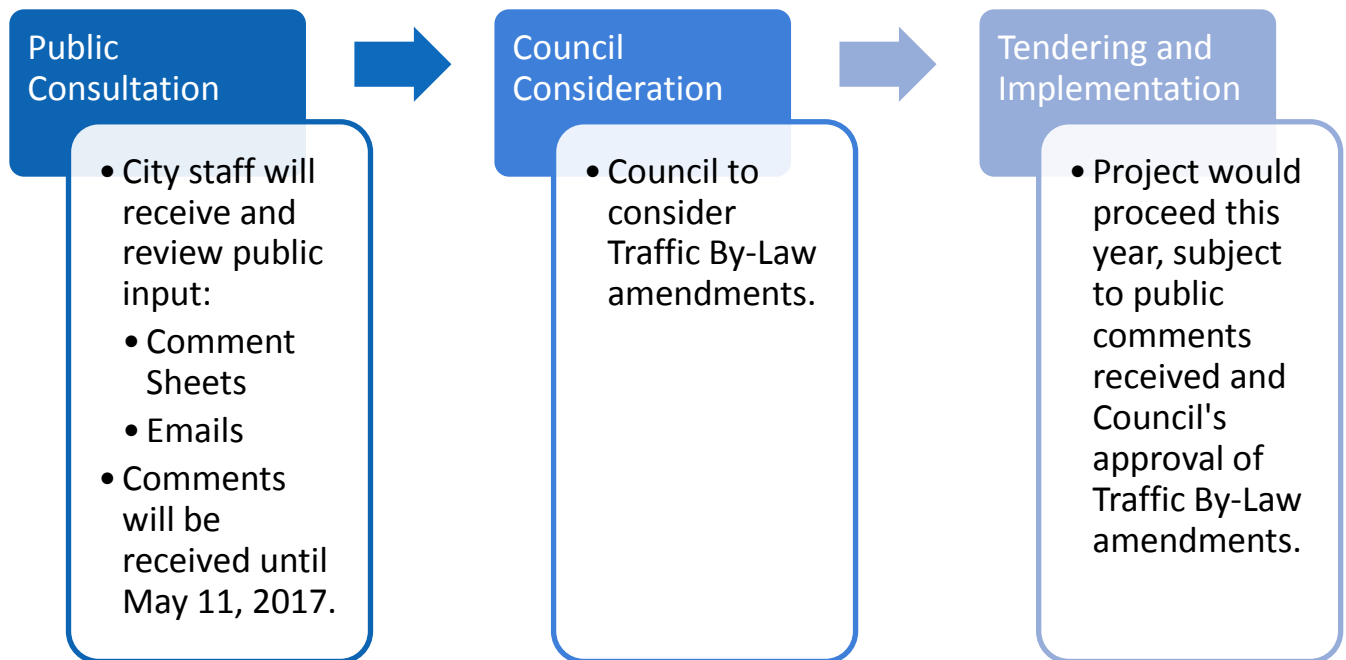 Public
Consultation
• City staff will
receive and
review public
input:
• Comment
Sheets
• Emails
• Comments
will be
received until
May 11, 2017.
Council
Consideration
• Council to
consider
Traffic By-Law
amendments.
Tendering and
Implementation
• Project would
proceed this
year, subject
to public
comments
received and
Council's
approval of
Traffic By-Law
amendments.